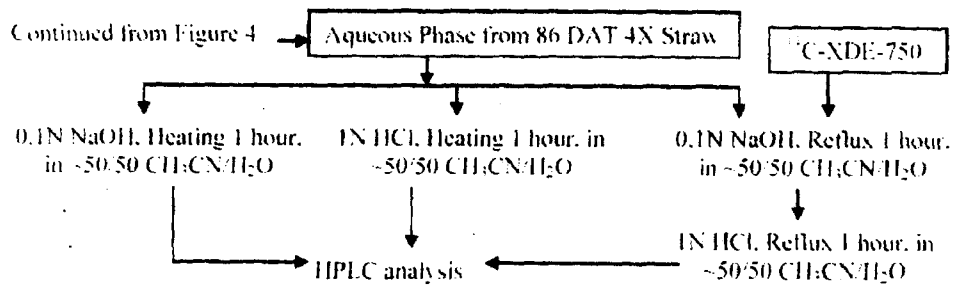 Continued from Figure 4
Aqueous Phase from 86 DAT 4X Straw
C-XDE-750
0.1N NaOH, Heating 1 hour, in ~50/50 CH₃CN/H₂O
1N HCl, Heating 1 hour, in ~50/50 CH₃CN/H₂O
0.1N NaOH, Reflux 1 hour, in ~50/50 CH₃CN/H₂O
1N HCl, Reflux 1 hour, in ~50/50 CH₃CN/H₂O
HPLC analysis